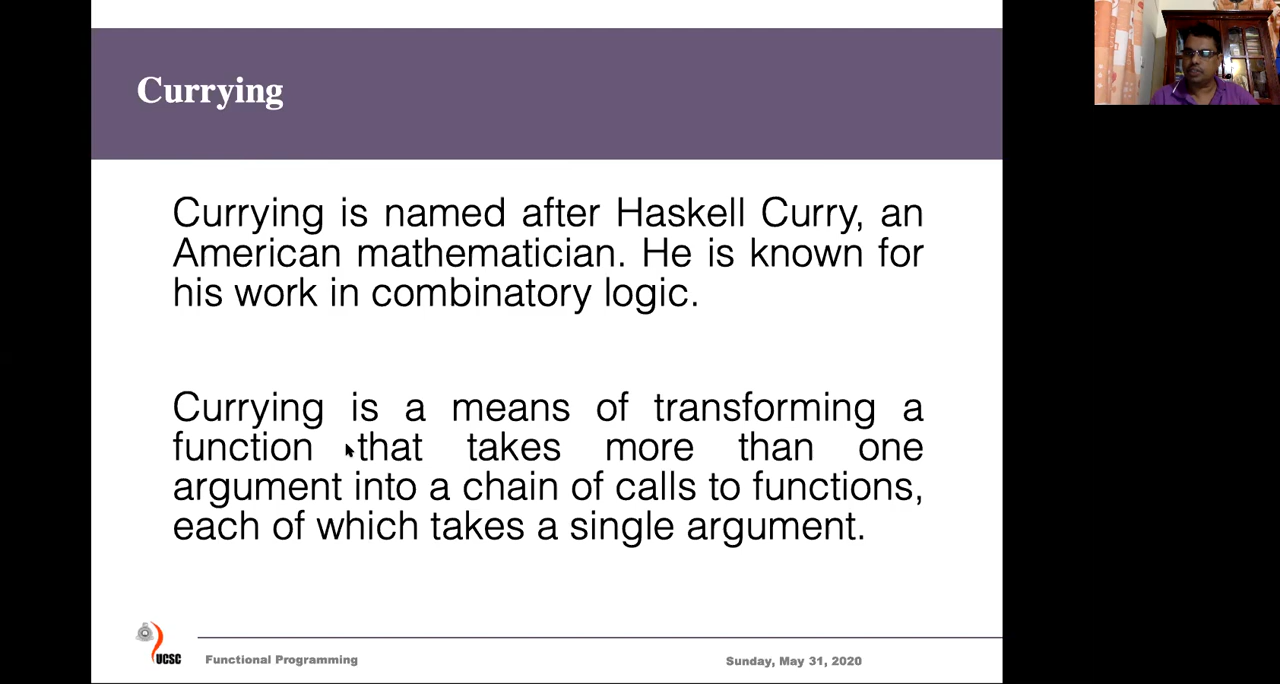 Currying
Currying is named after Haskell Curry, an
American mathematician. He is known for
his work in combinatory logic.
Currying is a means of transforming a
function that takes more than one
argument into a chain of calls to functions,
each of which takes a single argument.
UCSC
Functional Programming
Sunday, May 31, 2020